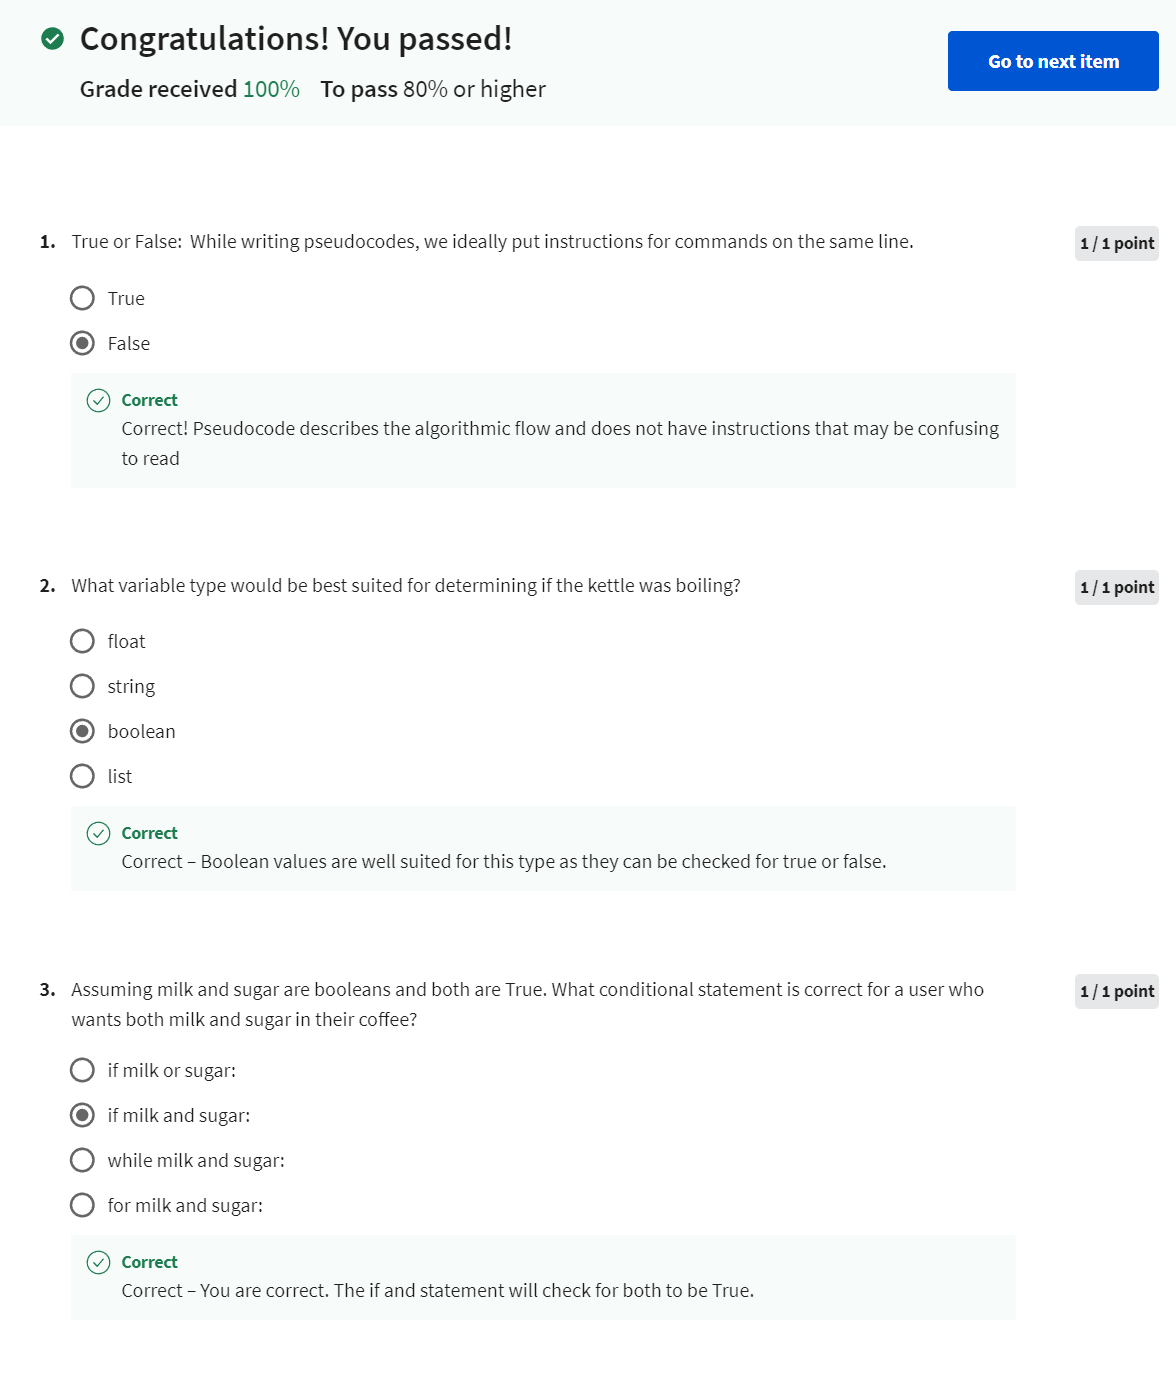 Congratulations! You passed!
Go to next item
Grade received 100% To pass 80% or higher
1. True or False: While writing pseudocodes, we ideally put instructions for commands on the same line.
1 / 1 point
True
False
Correct
Correct! Pseudocode describes the algorithmic flow and does not have instructions that may be confusing
to read
2. What variable type would be best suited for determining if the kettle was boiling?
1 / 1 point
float
string
boolean
list
Correct
Correct – Boolean values are well suited for this type as they can be checked for true or false.
3. Assuming milk and sugar are booleans and both are True. What conditional statement is correct for a user who
1 / 1 point
wants both milk and sugar in their coffee?
if milk or sugar:
if milk and sugar:
while milk and sugar:
for milk and sugar:
Correct
Correct – You are correct. The if and statement will check for both to be True.